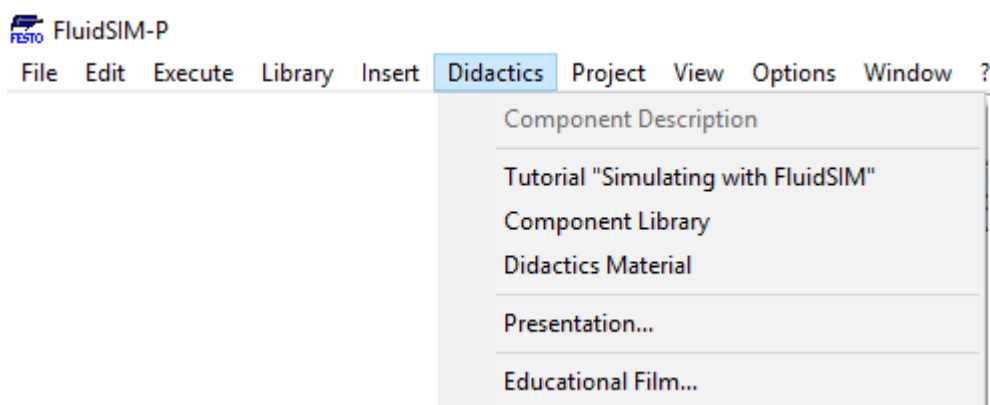 FESTO FluidSIM-P
File Edit Execute Library Insert Didactics Project View Options Window ?
Component Description
Tutorial "Simulating with FluidSIM"
Component Library
Didactics Material
Presentation...
Educational Film...